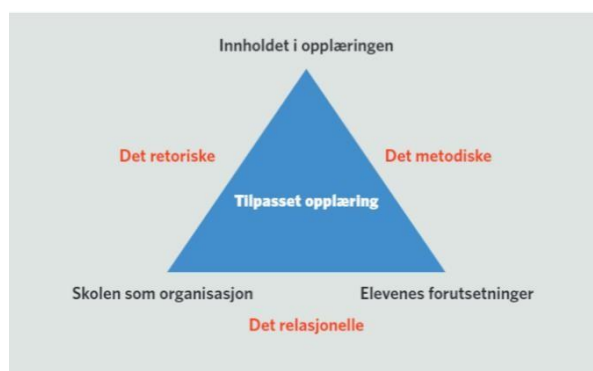 Innholdet i opplæringen
Det retoriske
Det metodiske
Tilpasset opplæring
Skolen som organisasjon
Elevenes forutsetninger
Det relasjonelle